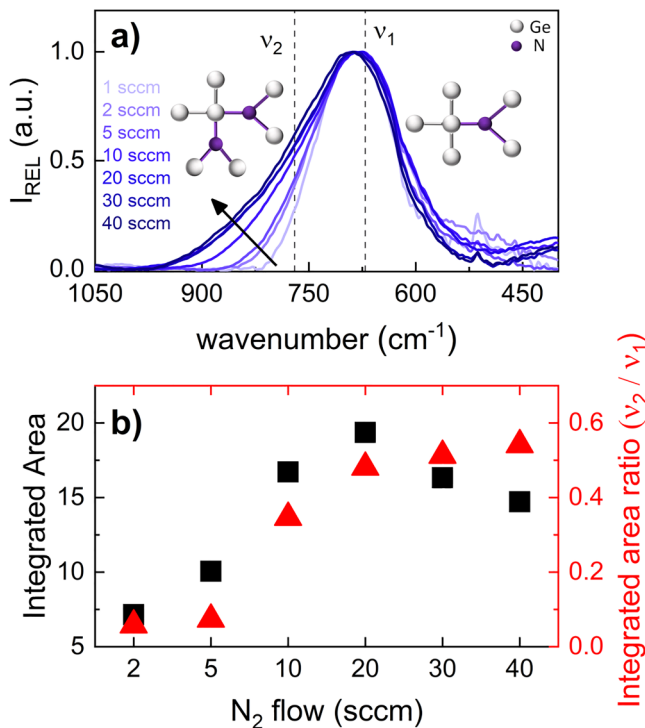 a)
ν2
ν1
Ge
N
1 sccm
2 sccm
5 sccm
10 sccm
20 sccm
30 sccm
40 sccm
1.0
0.5
0.0
I_REL (a.u.)
1050
900
750
600
450
wavenumber (cm⁻¹)
b)
20
15
10
5
Integrated Area
0.6
0.4
0.2
0.0
Integrated area ratio (ν2 / ν1)
2
5
10
20
30
40
N₂ flow (sccm)